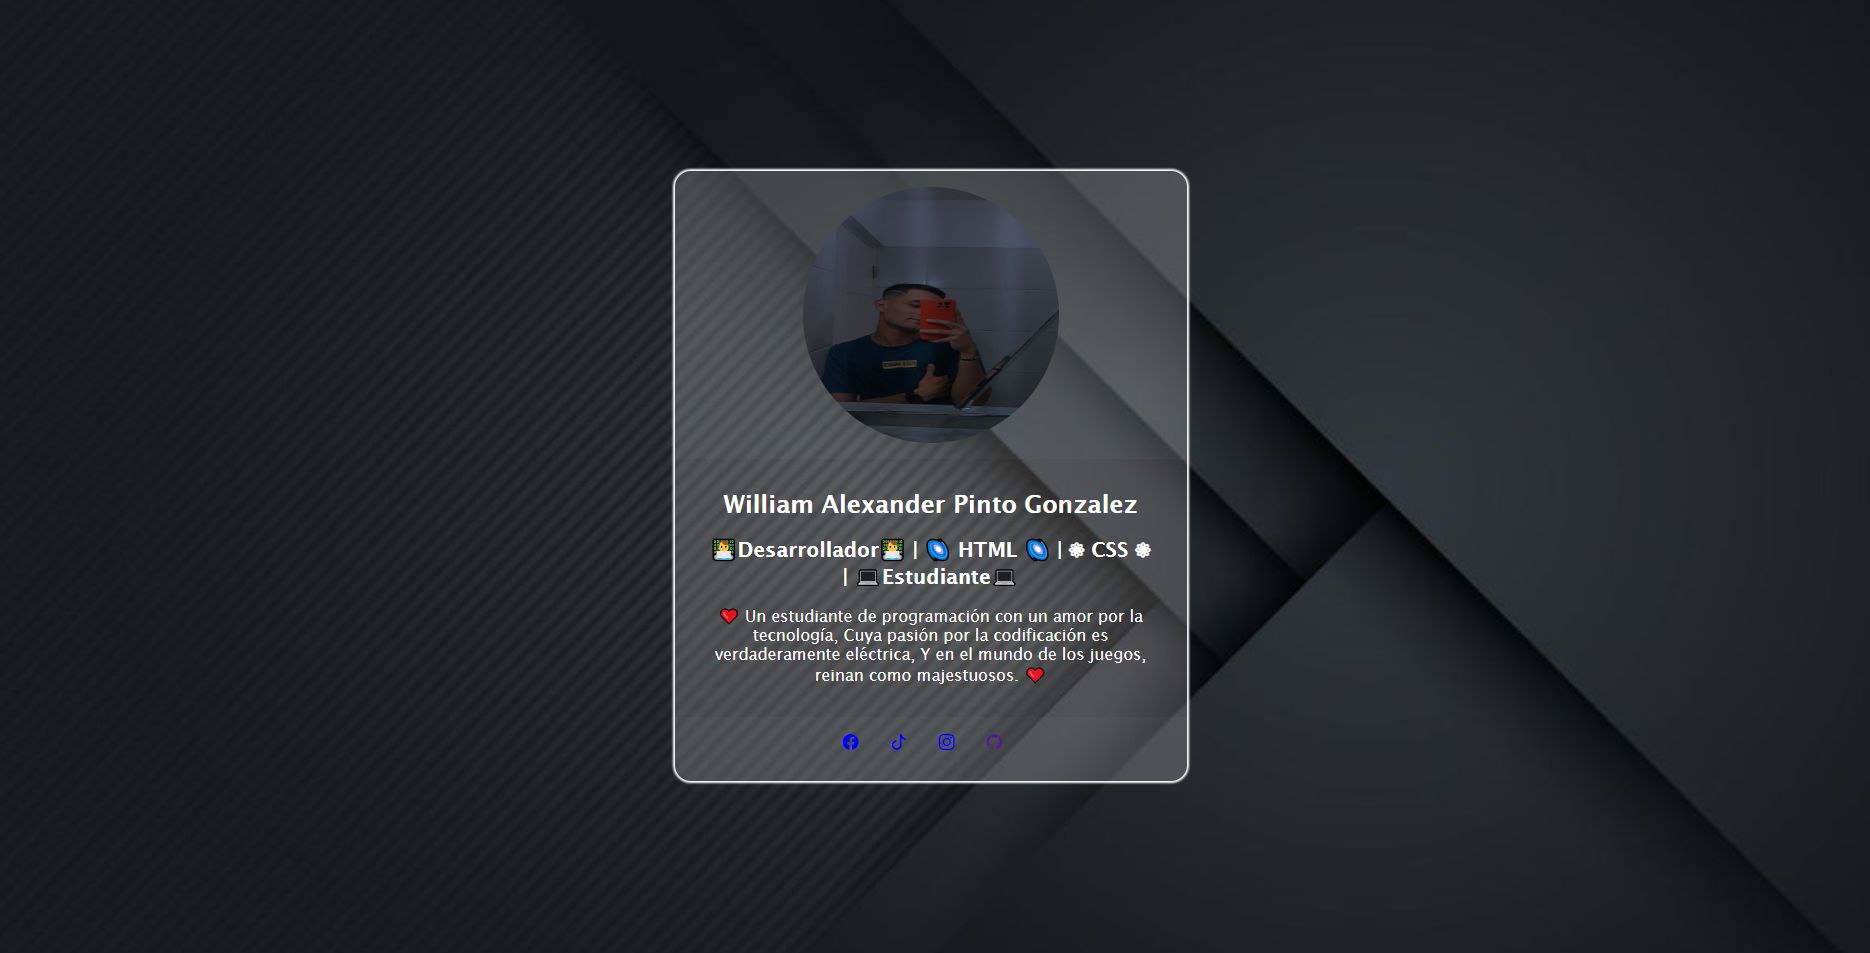 William Alexander Pinto Gonzalez
👨‍💻Desarrollador👨‍💻 | 🌀 HTML 🌀 | ⚛ CSS ⚛
| 💻Estudiante💻
❤️ Un estudiante de programación con un amor por la
tecnología, Cuya pasión por la codificación es
verdaderamente eléctrica, Y en el mundo de los juegos,
reinan como majestuosos. ❤️